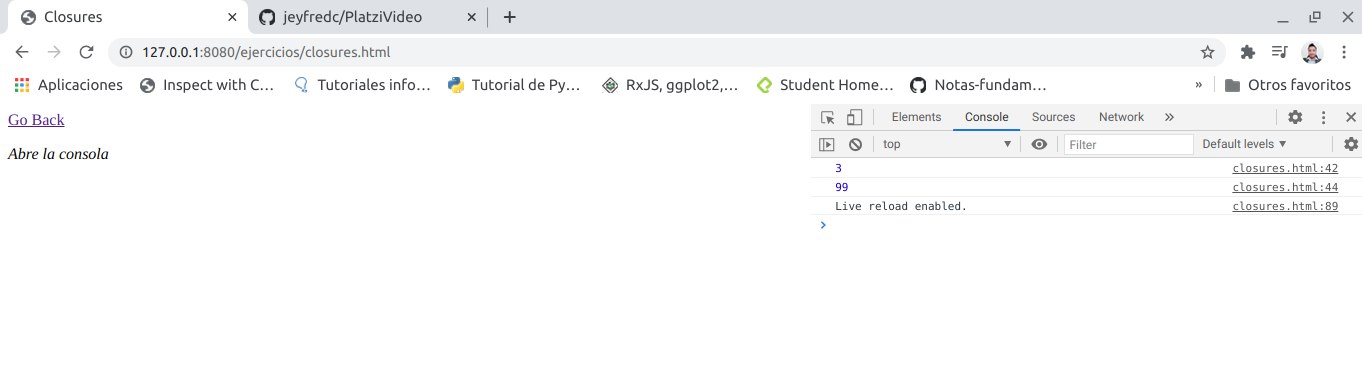 Closures
jeyfredc/PlatziVideo
127.0.0.1:8080/ejercicios/closures.html
Aplicaciones
Inspect with C…
Tutoriales info…
Tutorial de Py…
RxJS, ggplot2,…
Student Home…
Notas-fundam…
»
Otros favoritos
Go Back
Abre la consola
Elements Console Sources Network »
top Filter Default levels
3 closures.html:42
99 closures.html:44
Live reload enabled. closures.html:89